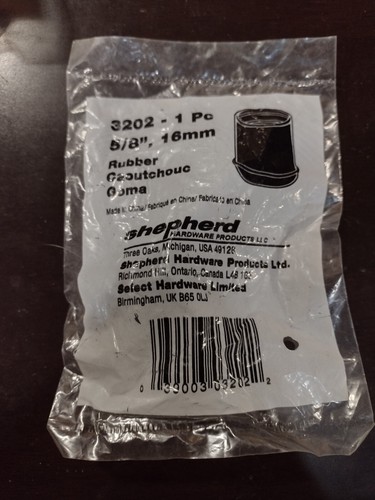 3202 - 1 Pc
5/8", 16mm
Rubber
Caoutchouc
Goma
Made in China/ Fabriqué en Chine/ Fabricado en China
Shepherd
HARDWARE PRODUCTS LLC
Three Oaks, Michigan, USA 49128
Shepherd Hardware Products Ltd.
Richmond Hill, Ontario, Canada L4B
Select Hardware Limited
Birmingham, UK B65
0 39003 03202 2